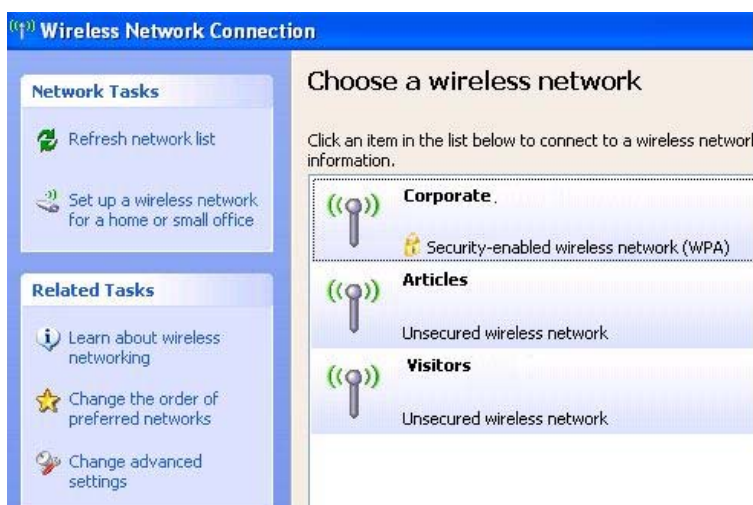 Wireless Network Connection
Network Tasks
Refresh network list
Set up a wireless network
for a home or small office
Related Tasks
Learn about wireless
networking
Change the order of
preferred networks
Change advanced
settings
Choose a wireless network
Click an item in the list below to connect to a wireless network
information.
Corporate.
Security-enabled wireless network (WPA)
Articles
Unsecured wireless network
Visitors
Unsecured wireless network